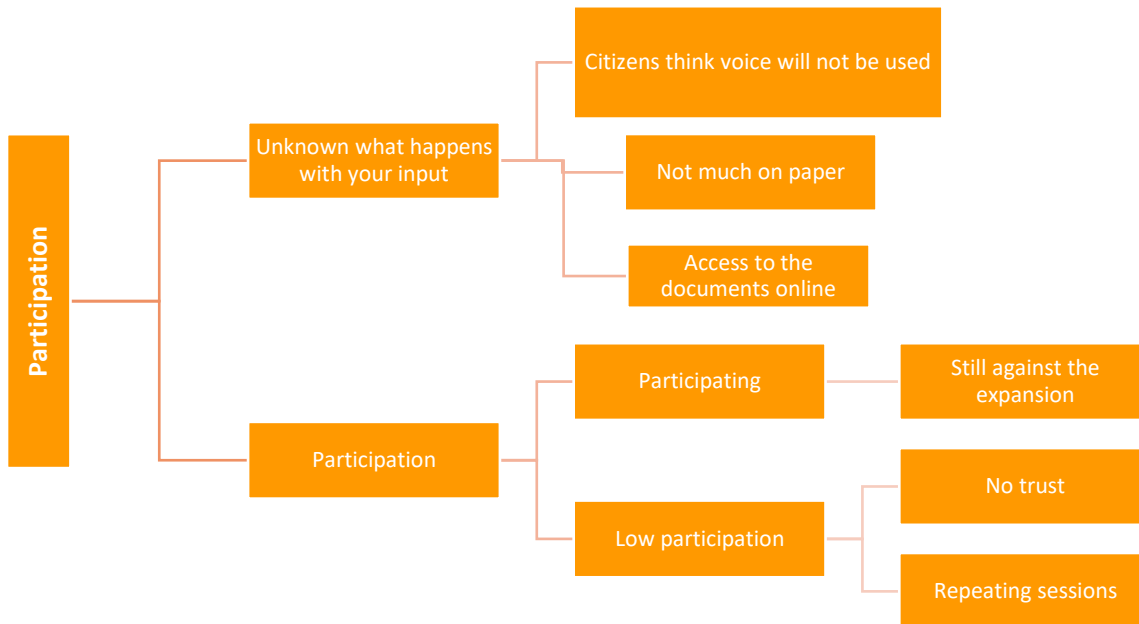 Participation
Unknown what happens
with your input
Citizens think voice will not be used
Not much on paper
Access to the
documents online
Participation
Participating
Still against the
expansion
Low participation
No trust
Repeating sessions